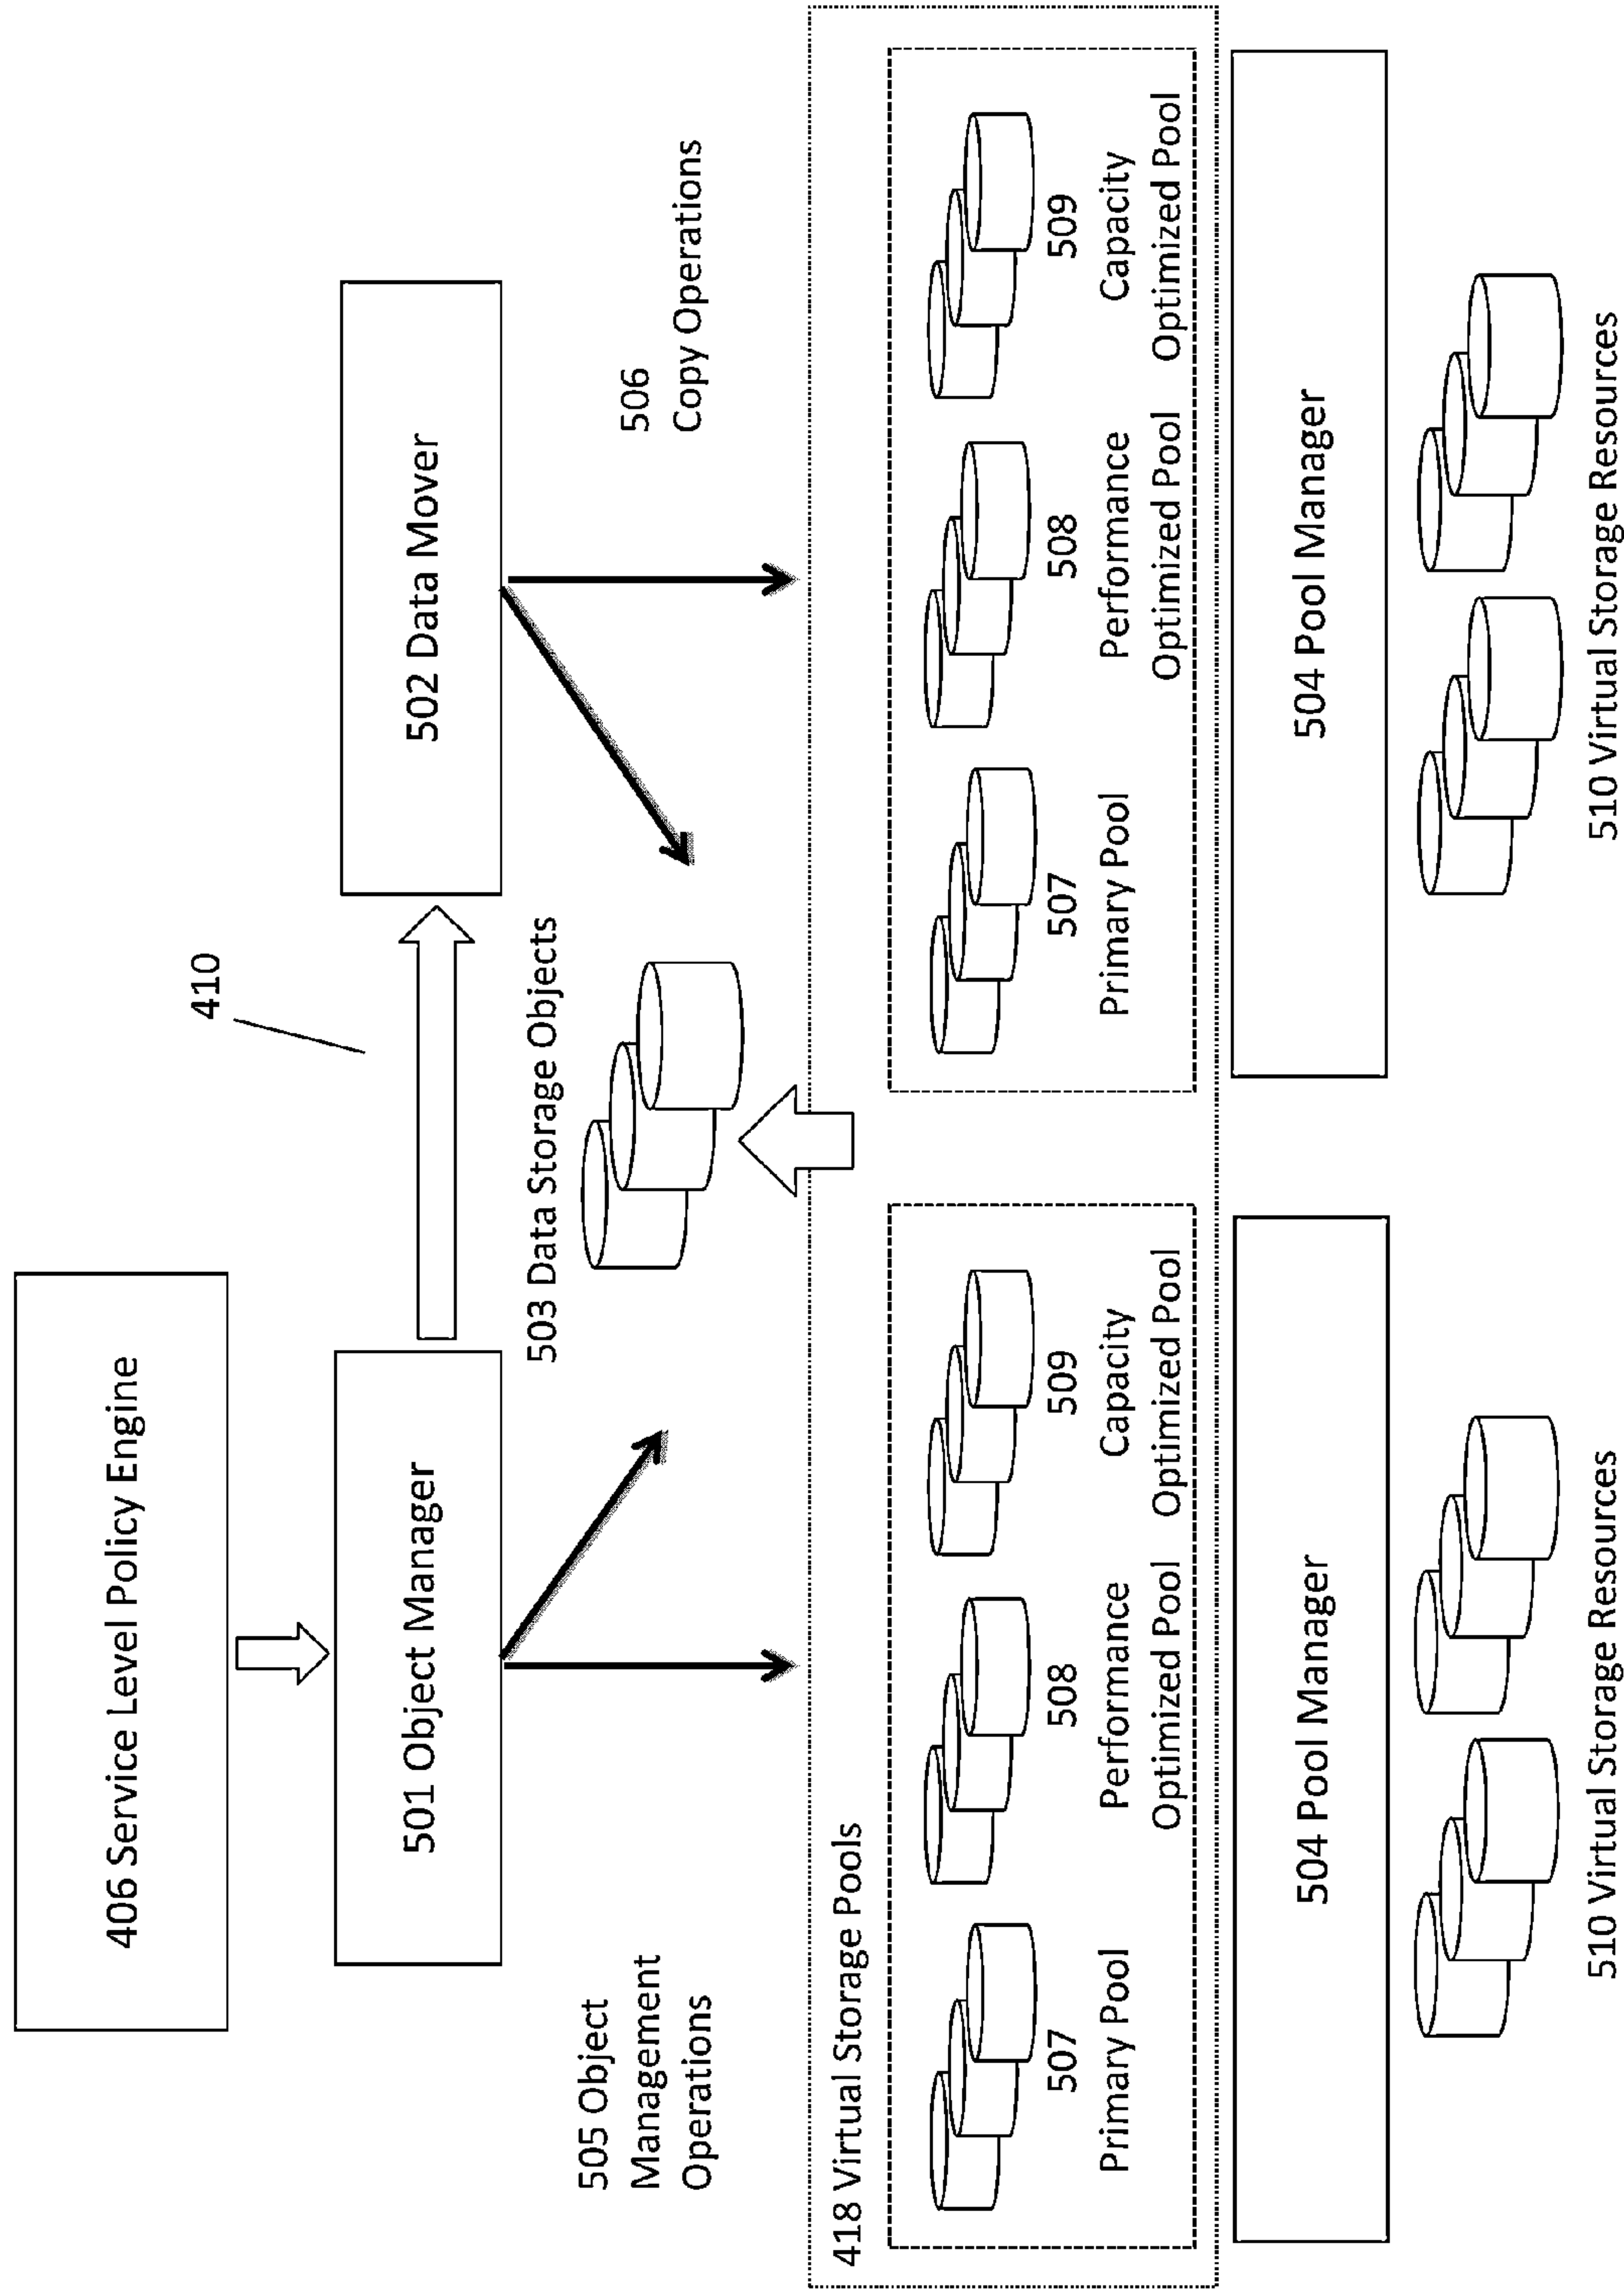 406 Service Level Policy Engine
410
501 Object Manager
502 Data Mover
503 Data Storage Objects
505 Object
Management
Operations
506
Copy Operations
418 Virtual Storage Pools
507
Primary Pool
508
Performance
Optimized Pool
509
Capacity
Optimized Pool
507
Primary Pool
508
Performance
Optimized Pool
509
Capacity
Optimized Pool
504 Pool Manager
504 Pool Manager
510 Virtual Storage Resources
510 Virtual Storage Resources